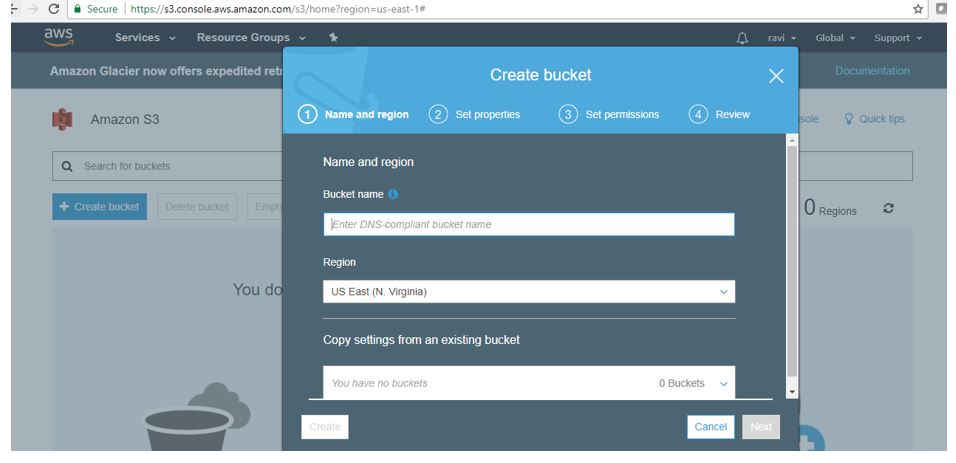 Secure https://s3.console.aws.amazon.com/s3/home?region=us-east-1#
aws Services Resource Groups ravi Global Support
Amazon Glacier now offers expedited retr
Documentation
Create bucket
1 Name and region 2 Set properties 3 Set permissions 4 Review
Amazon S3
sole Quick tips
Search for buckets
Create bucket Delete bucket Empty
0 Regions
You do
Name and region
Bucket name
Enter DNS-compliant bucket name
Region
US East (N. Virginia)
Copy settings from an existing bucket
You have no buckets 0 Buckets
Create Cancel Next